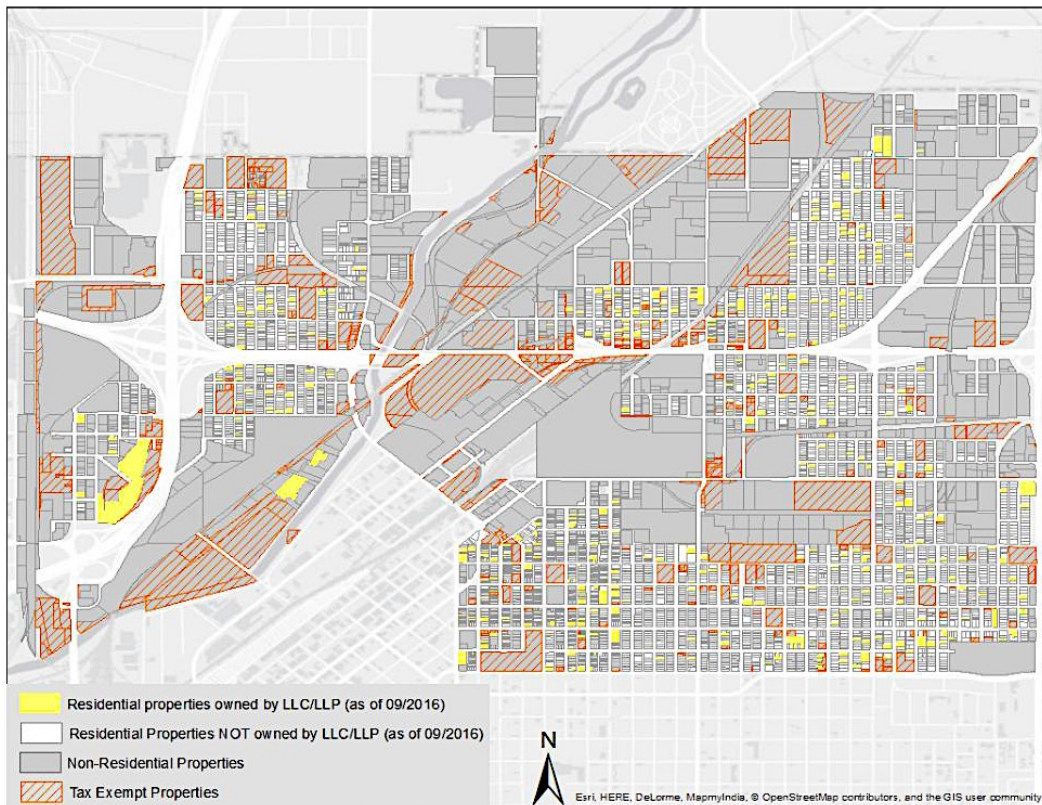 Residential properties owned by LLC/LLP (as of 09/2016)
Residential Properties NOT owned by LLC/LLP (as of 09/2016)
Non-Residential Properties
Tax Exempt Properties
N
Esri, HERE, DeLorme, MapmyIndia, © OpenStreetMap contributors, and the GIS user community